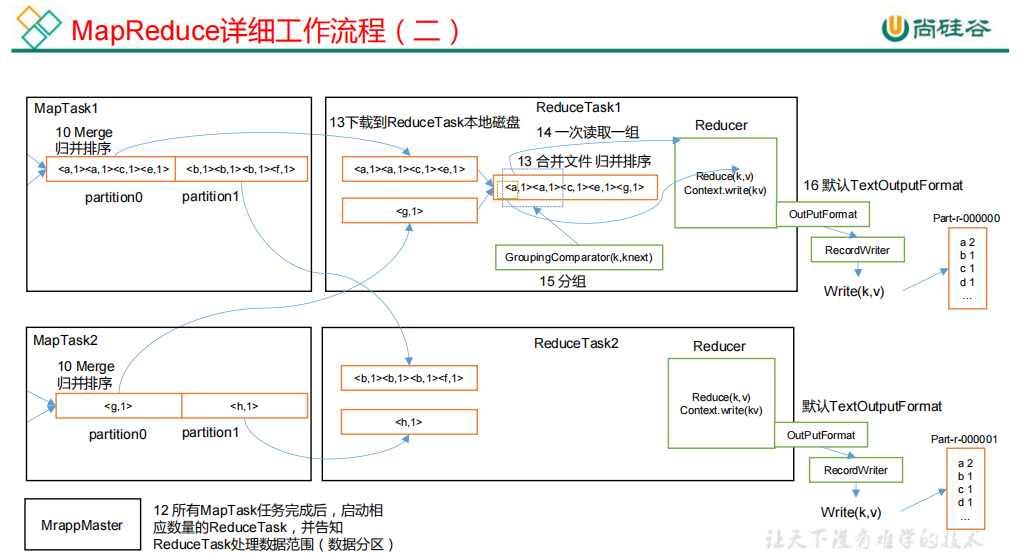 MapReduce详细工作流程（二）
尚硅谷
MapTask1
10 Merge
归并排序
<a,1><a,1><c,1><e,1>
<b,1><b,1><b,1><f,1>
partition0
partition1
ReduceTask1
13下载到ReduceTask本地磁盘
<a,1><a,1><c,1><e,1>
<g,1>
14 一次读取一组
13 合并文件 归并排序
<a,1><a,1><c,1><e,1><g,1>
GroupingComparator(k,knext)
15 分组
Reducer
Reduce(k,v)
Context.write(kv)
16 默认TextOutputFormat
OutPutFormat
RecordWriter
Write(k,v)
Part-r-000000
a 2
b 1
c 1
d 1
...
MapTask2
10 Merge
归并排序
<g,1>
<h,1>
partition0
partition1
ReduceTask2
<b,1><b,1><b,1><f,1>
<h,1>
Reducer
Reduce(k,v)
Context.write(kv)
默认TextOutputFormat
OutPutFormat
RecordWriter
Write(k,v)
Part-r-000001
a 2
b 1
c 1
d 1
...
MrappMaster
12 所有MapTask任务完成后，启动相
应数量的ReduceTask，并告知
ReduceTask处理数据范围（数据分区）
让天下没有难学的技术